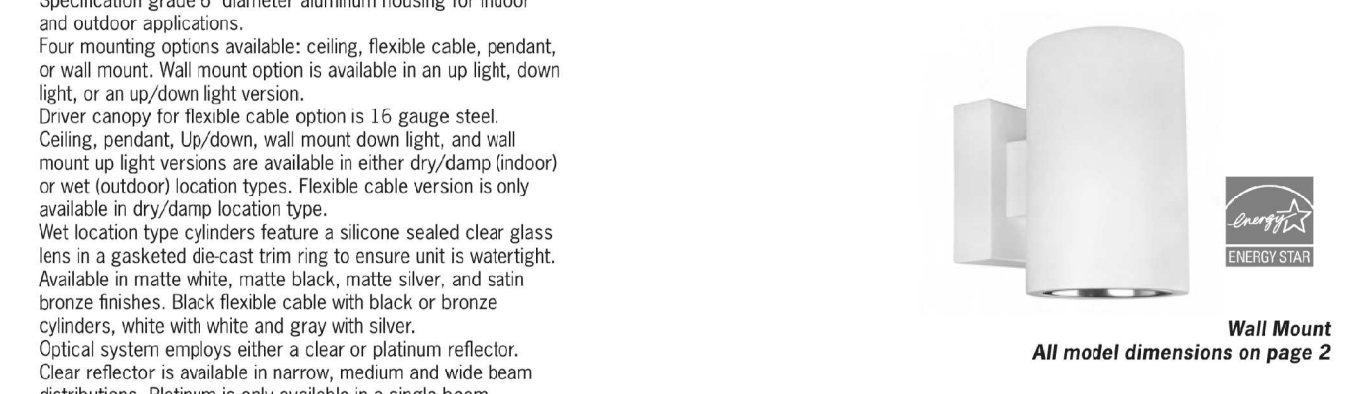 Specification grade 6" diameter aluminum housing for indoor
and outdoor applications.
Four mounting options available: ceiling, flexible cable, pendant,
or wall mount. Wall mount option is available in an up light, down
light, or an up/down light version.
Driver canopy for flexible cable option is 16 gauge steel.
Ceiling, pendant, Up/down, wall mount down light, and wall
mount up light versions are available in either dry/damp (indoor)
or wet (outdoor) location types. Flexible cable version is only
available in dry/damp location type.
Wet location type cylinders feature a silicone sealed clear glass
lens in a gasketed die-cast trim ring to ensure unit is watertight.
Available in matte white, matte black, matte silver, and satin
bronze finishes. Black flexible cable with black or bronze
cylinders, white with white and gray with silver.
Optical system employs either a clear or platinum reflector.
Clear reflector is available in narrow, medium and wide beam
distributions. Platinum is only available in a single beam
energy
ENERGY STAR
Wall Mount
All model dimensions on page 2